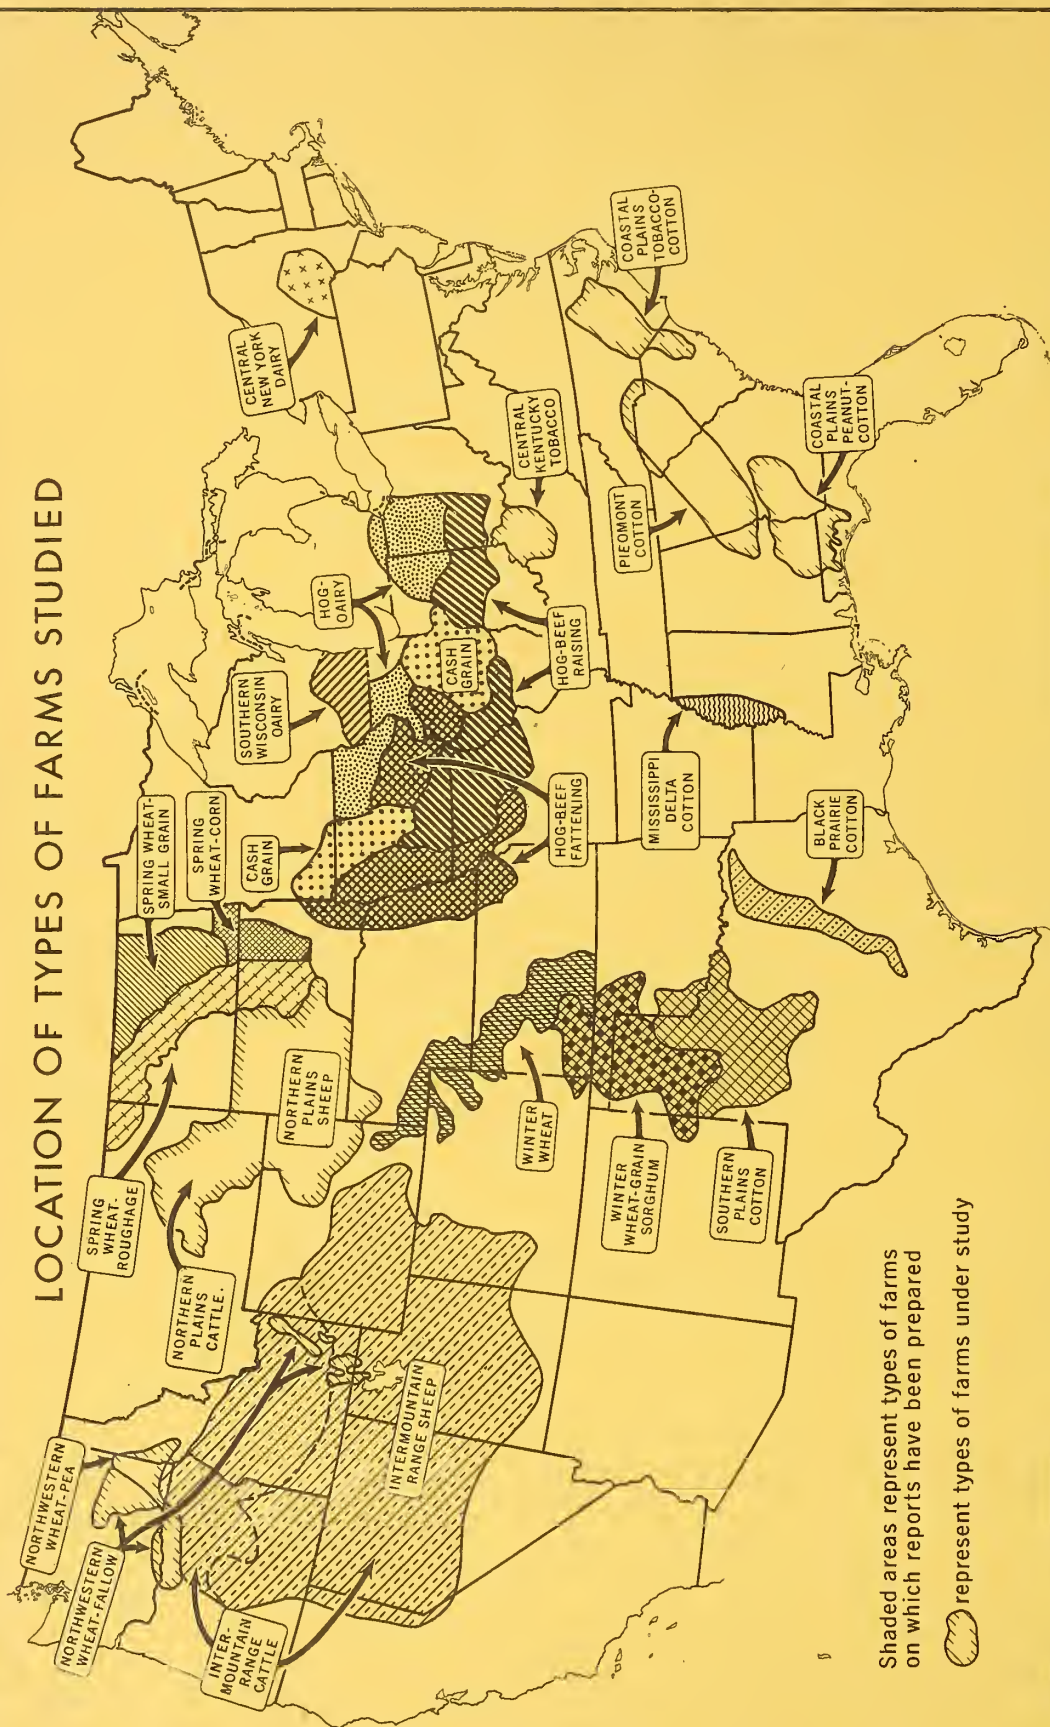 LOCATION OF TYPES OF FARMS STUDIED
NORTHWESTERN
WHEAT-PEA
NORTHWESTERN
WHEAT-FALLOW
INTER-
MOUNTAIN
RANGE
CATTLE
INTERMOUNTAIN
RANGE SHEEP
NORTHERN
PLAINS
CATTLE.
SPRING
WHEAT-
ROUGHAGE
NORTHERN
PLAINS
SHEEP
SPRING WHEAT-
SMALL GRAIN
SPRING
WHEAT-CORN
CASH
GRAIN
SOUTHERN
WISCONSIN
OAIRY
HOG-
OAIRY
CASH
GRAIN
HOG-BEEF
RAISING
HOG-BEEF
FATTENING
CENTRAL
NEW YORK
DAIRY
CENTRAL
KENTUCKY
TOBACCO
COASTAL
PLAINS
TOBACCO-
COTTON
PIEOMONT
COTTON
COASTAL
PLAINS
PEANUT-
COTTON
MISSISSIPPI
DELTA
COTTON
BLACK
PRAIRIE
COTTON
WINTER
WHEAT
WINTER
WHEAT-GRAIN
SORGHUM
SOUTHERN
PLAINS
COTTON
Shaded areas represent types of farms
on which reports have been prepared
represent types of farms under study